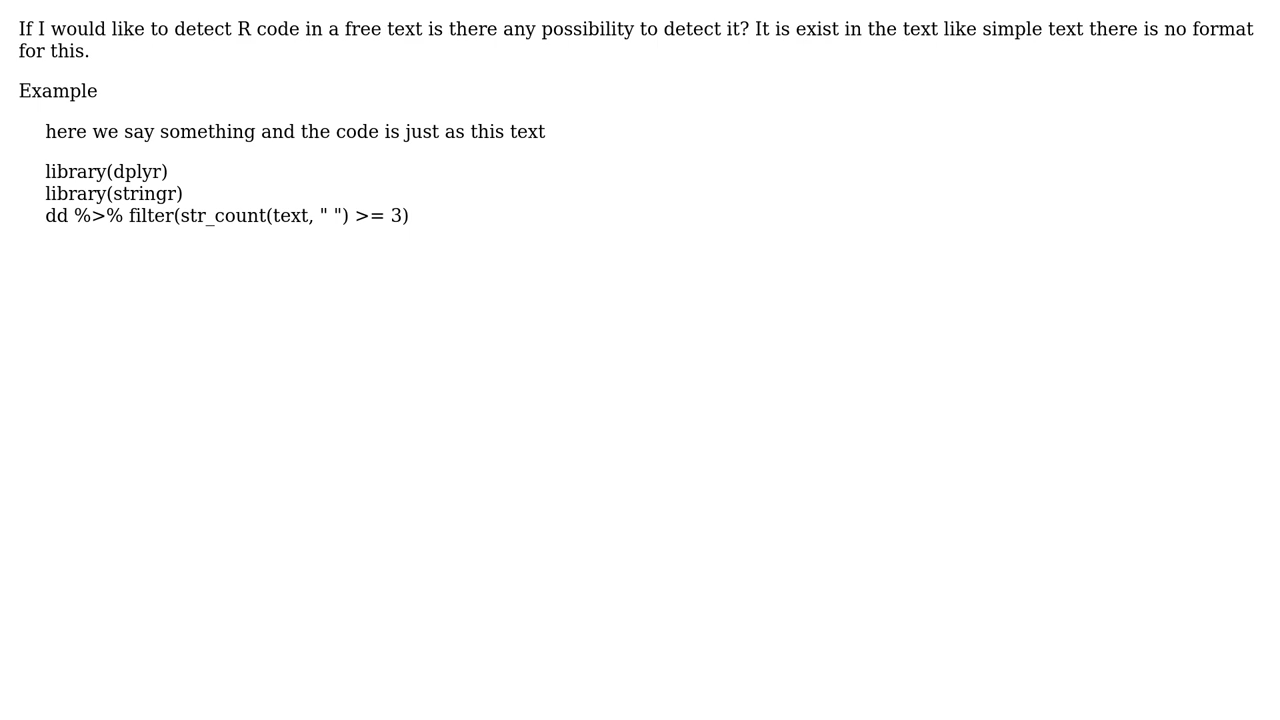 If I would like to detect R code in a free text is there any possibility to detect it? It is exist in the text like simple text there is no format
for this.
Example
here we say something and the code is just as this text
library(dplyr)
library(stringr)
dd %>% filter(str_count(text, " ") >= 3)